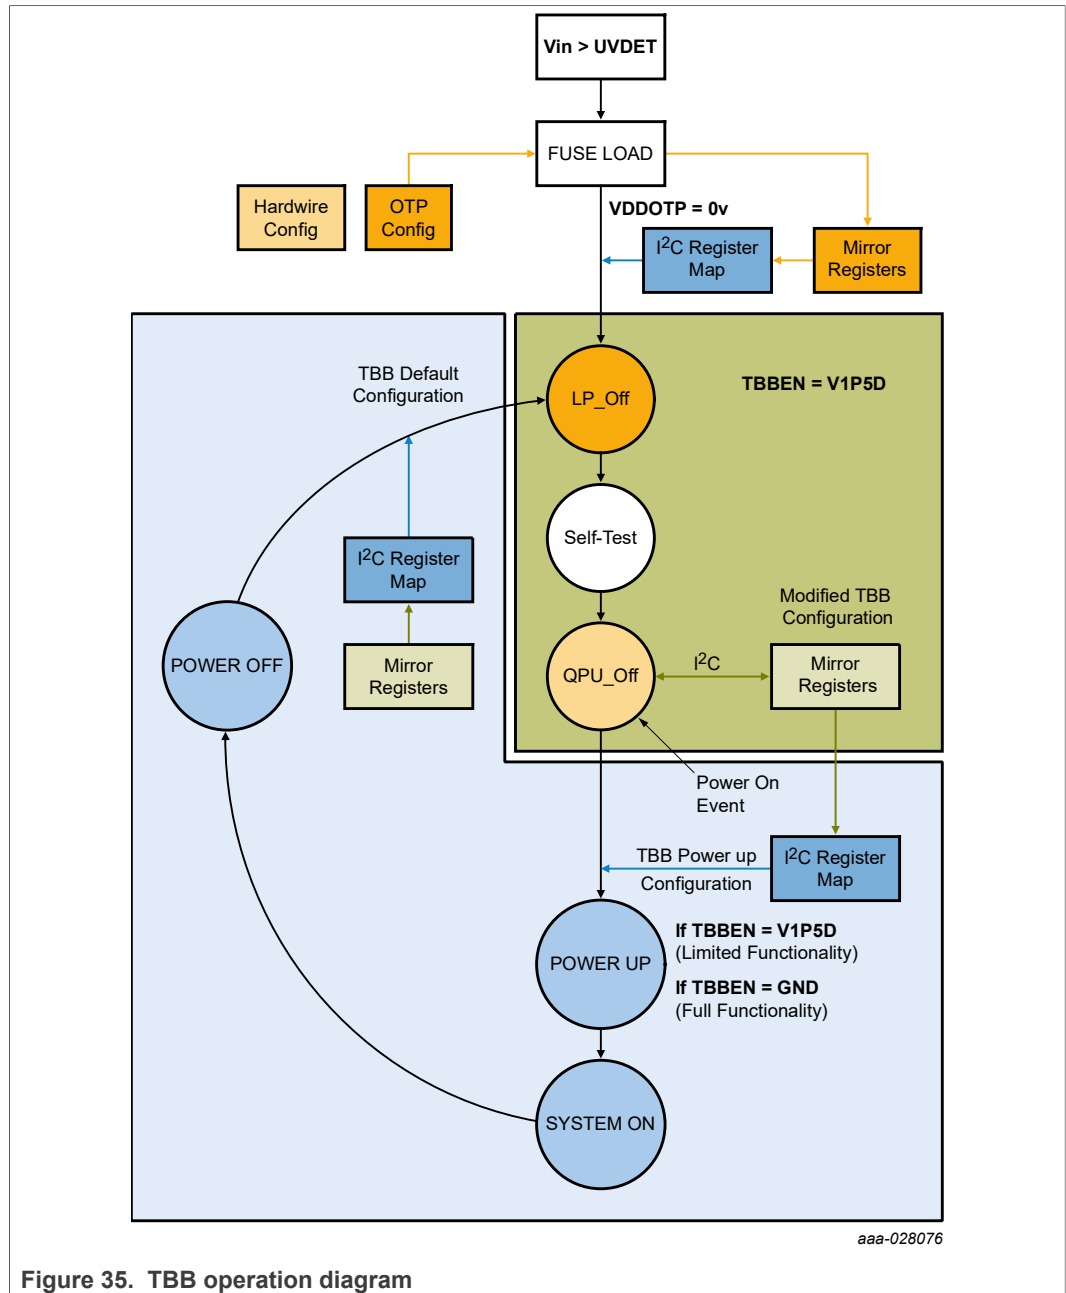 Vin > UVDET
FUSE LOAD
Hardwire
Config
OTP
Config
VDDOTP = 0v
I2C Register
Map
Mirror
Registers
TBB Default
Configuration
LP_Off
TBBEN = V1P5D
Self-Test
I2C Register
Map
Modified TBB
Configuration
POWER OFF
Mirror
Registers
QPU_Off
I2C
Mirror
Registers
Power On
Event
TBB Power up
Configuration
I2C Register
Map
POWER UP
If TBBEN = V1P5D
(Limited Functionality)
If TBBEN = GND
(Full Functionality)
SYSTEM ON
aaa-028076
Figure 35. TBB operation diagram